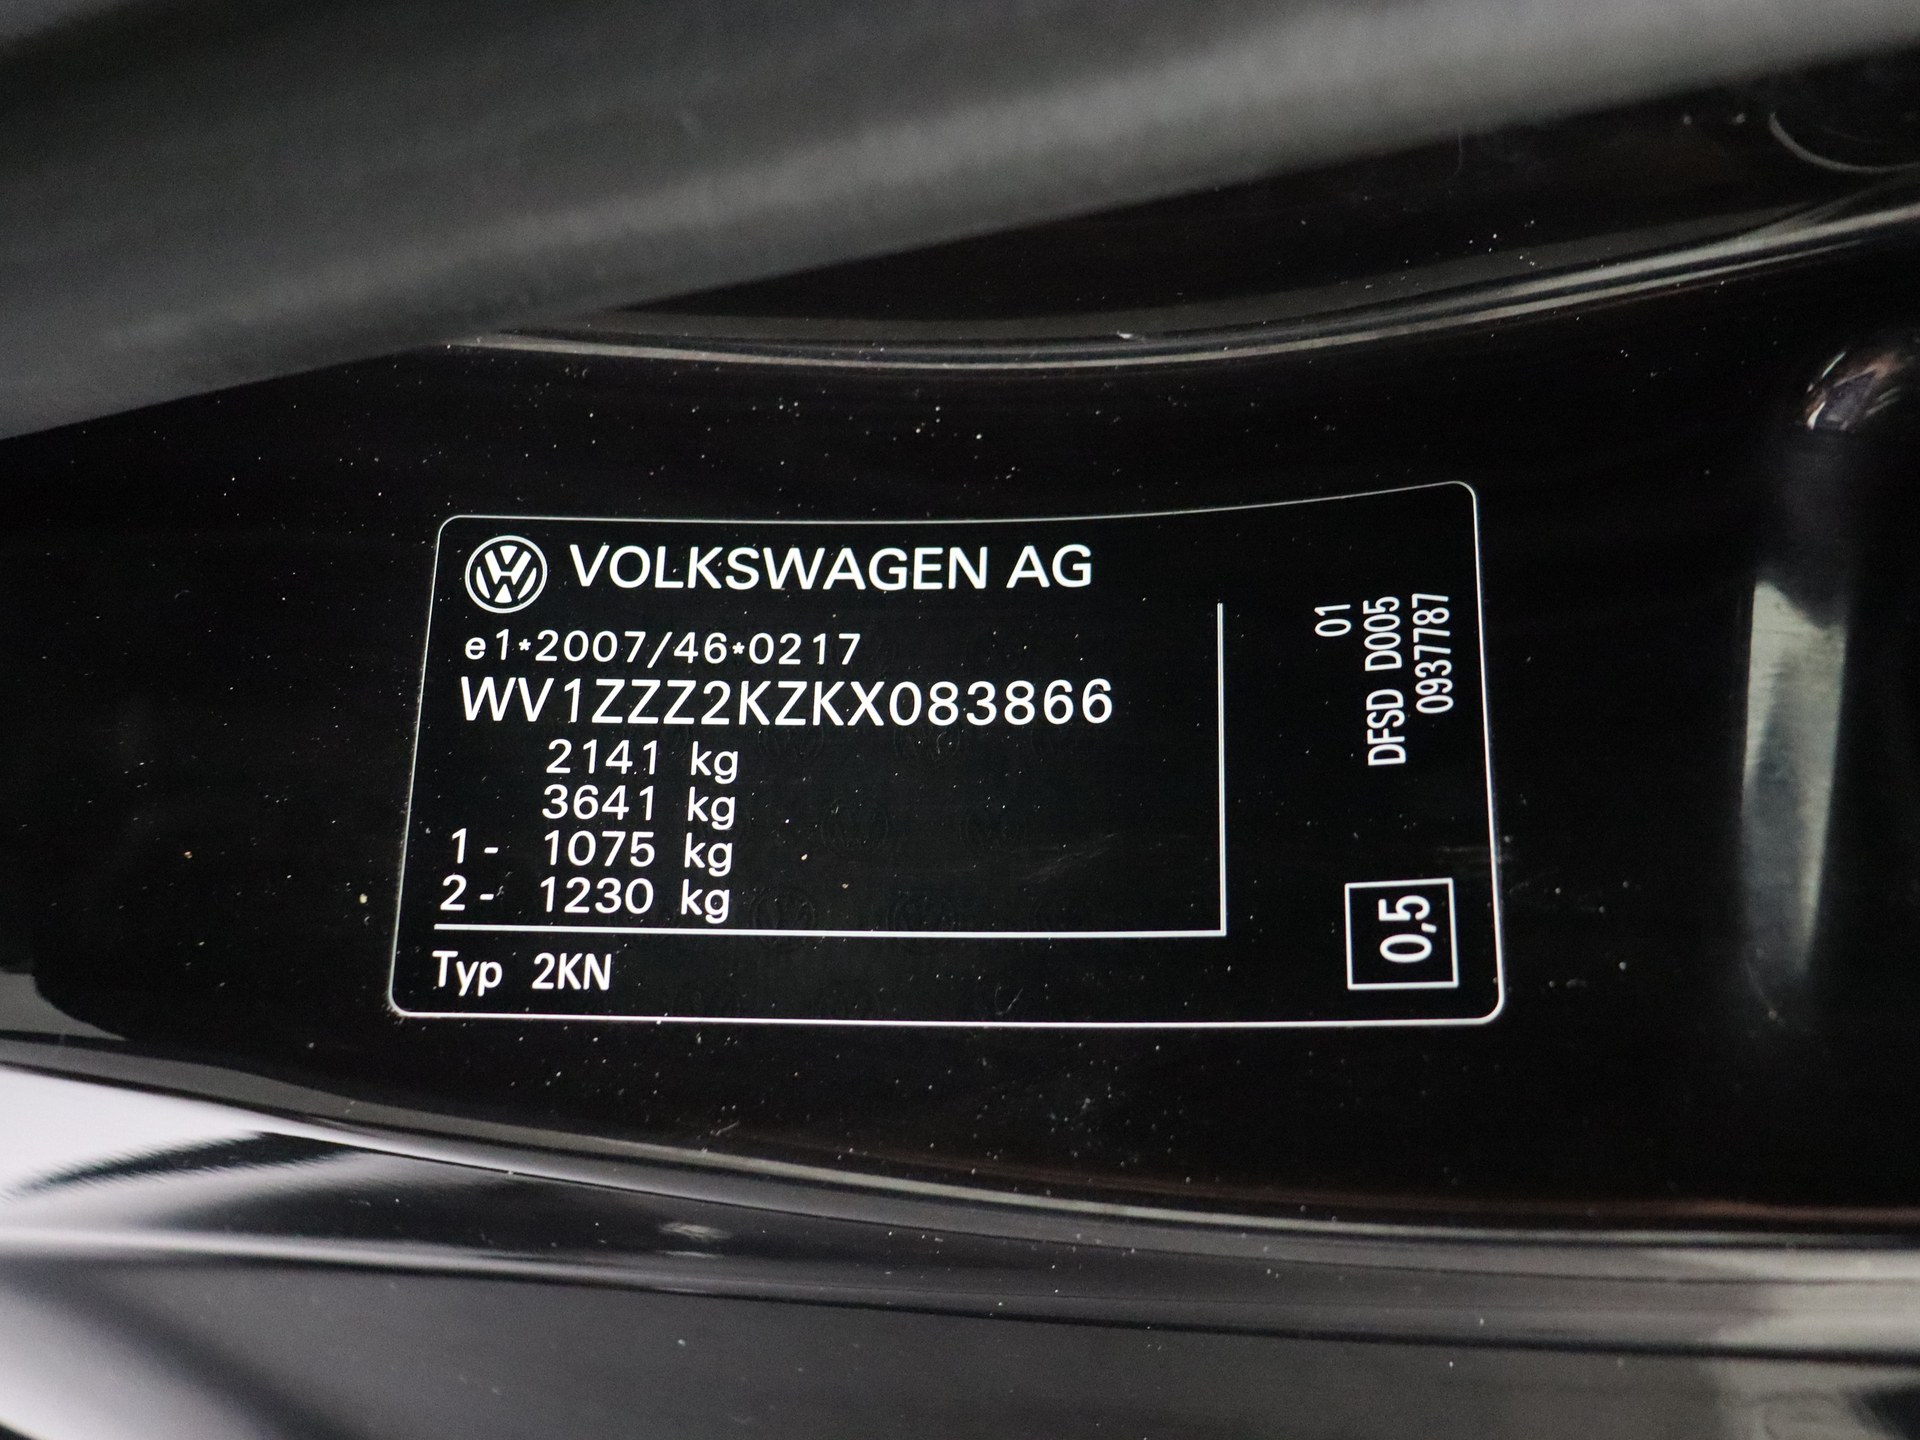 VOLKSWAGEN AG
e1*2007/46*0217
WV1ZZZ2KZKX083866
2141 kg
3641 kg
1- 1075 kg
2- 1230 kg
Typ 2KN
01
DFSD D005
0937787
0,5